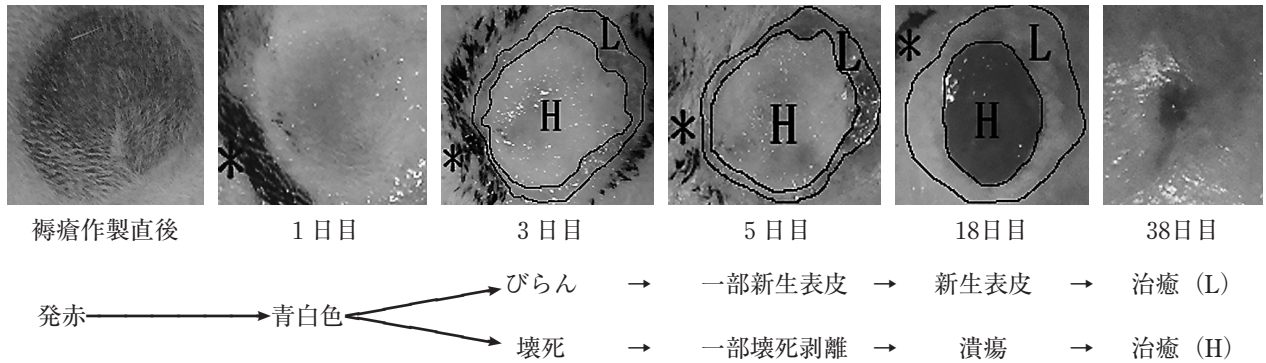 L
H
*
L
H
*
L
H
*
*
褥瘡作製直後 1日目 3日目 5日目 18日目 38日目
びらん → 一部新生表皮 → 新生表皮 → 治癒（L）
発赤 → 青白色
壊死 → 一部壊死剥離 → 潰瘍 → 治癒（H）